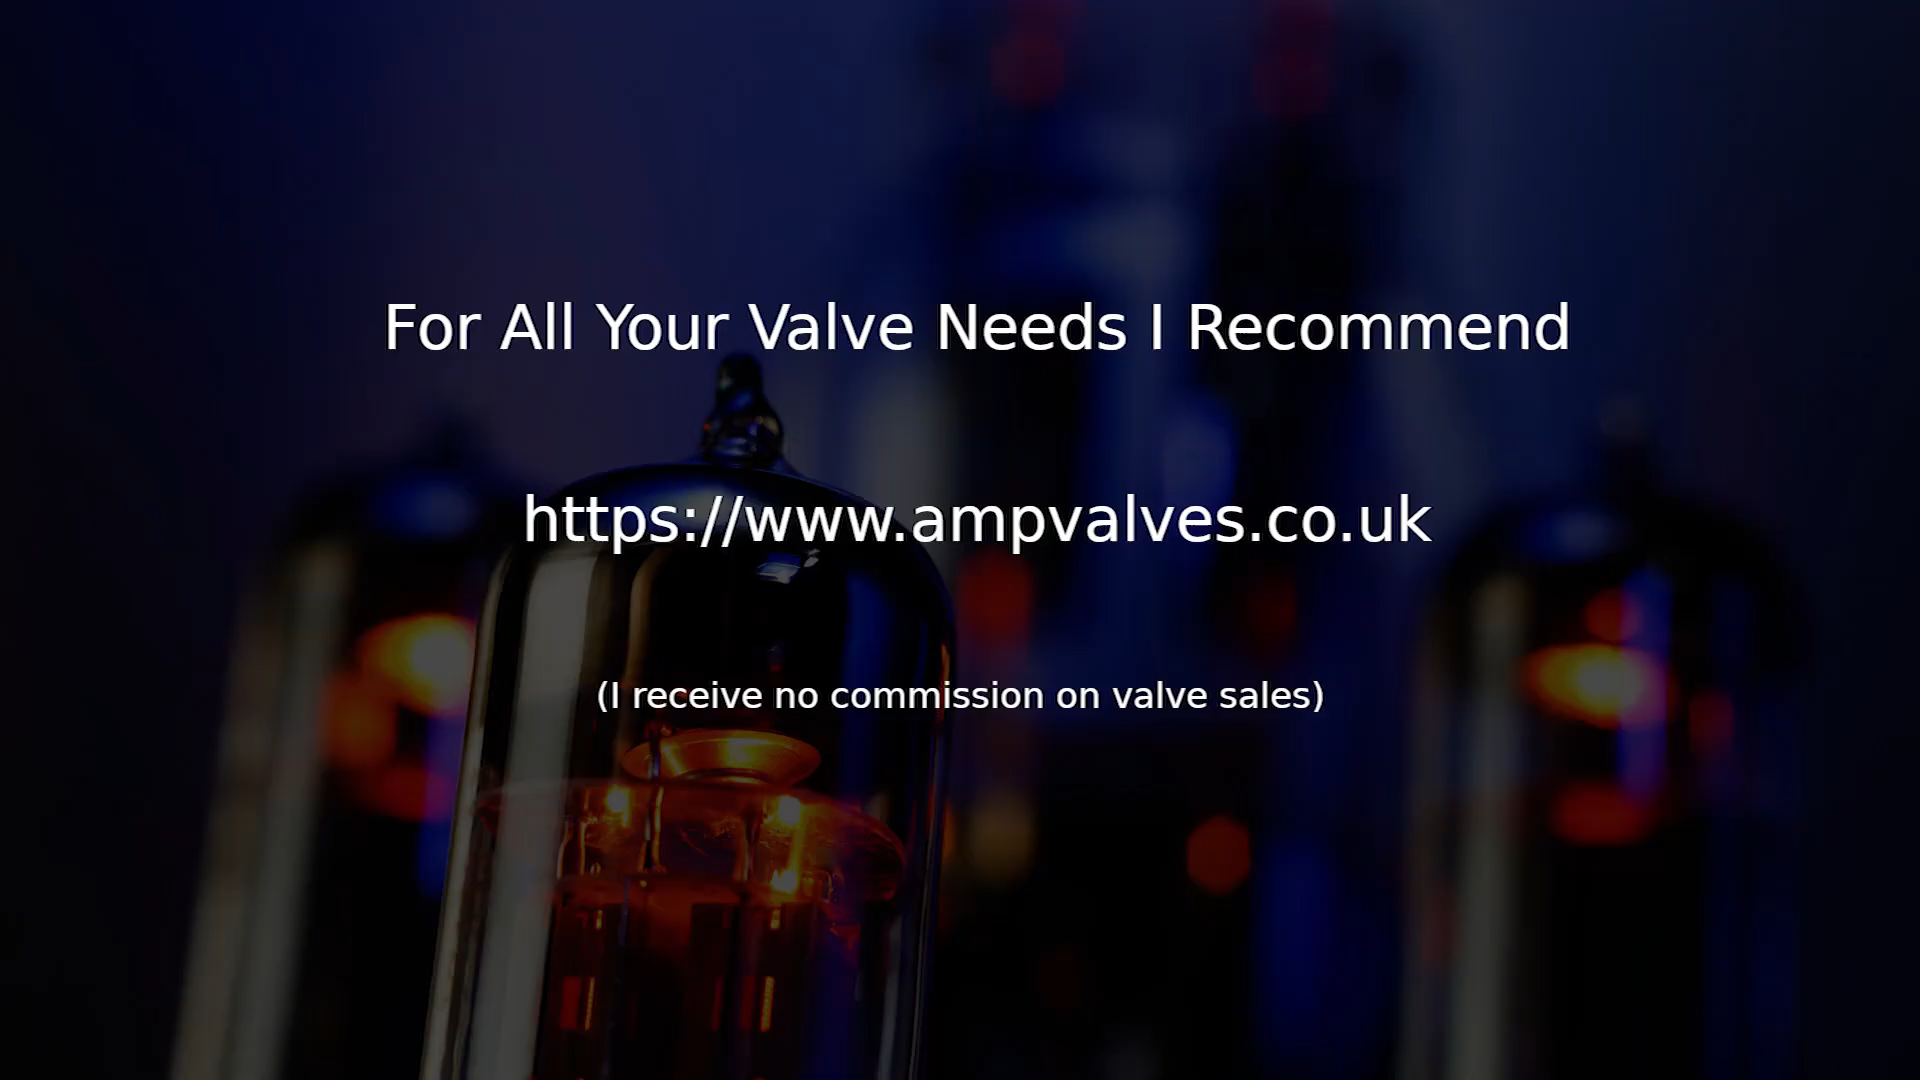 For All Your Valve Needs I Recommend
https://www.ampvalves.co.uk
(I receive no commission on valve sales)